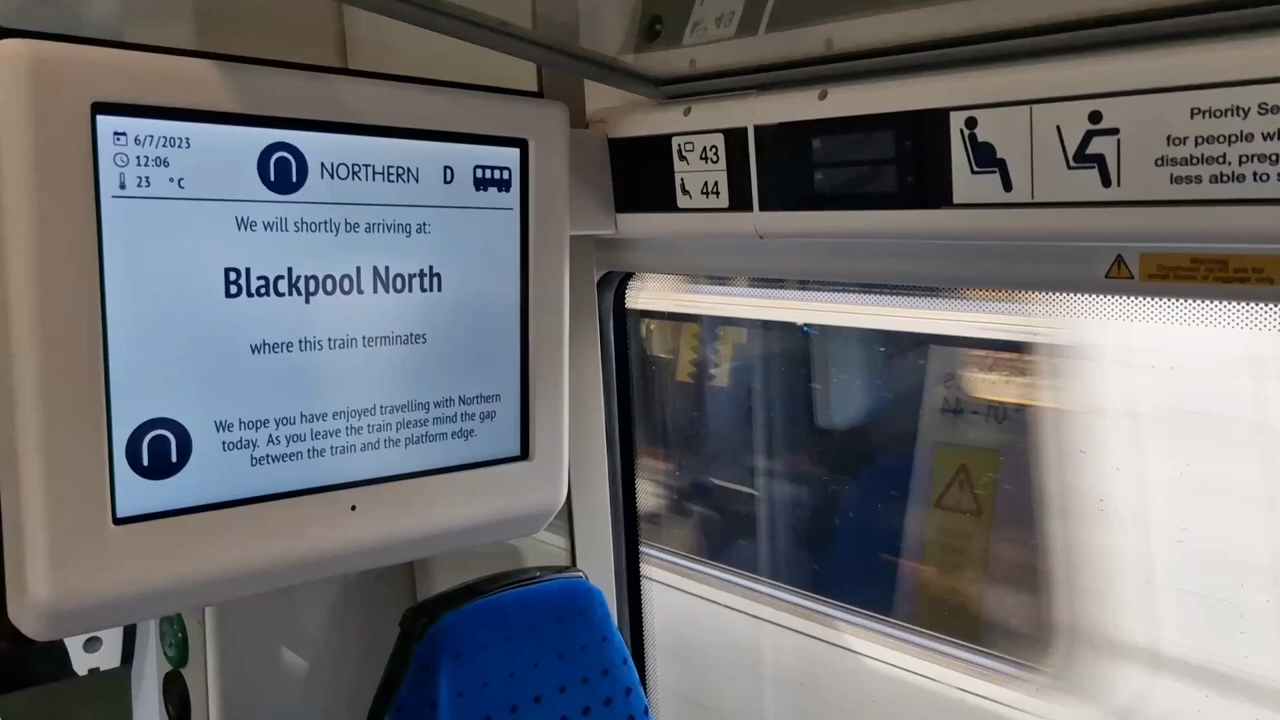 6/7/2023
12:06
23 °C
NORTHERN
D
We will shortly be arriving at:
Blackpool North
where this train terminates
We hope you have enjoyed travelling with Northern
today. As you leave the train please mind the gap
between the train and the platform edge.
43
44
Priority Se
for people wi
disabled, preg
less able to s
Warning